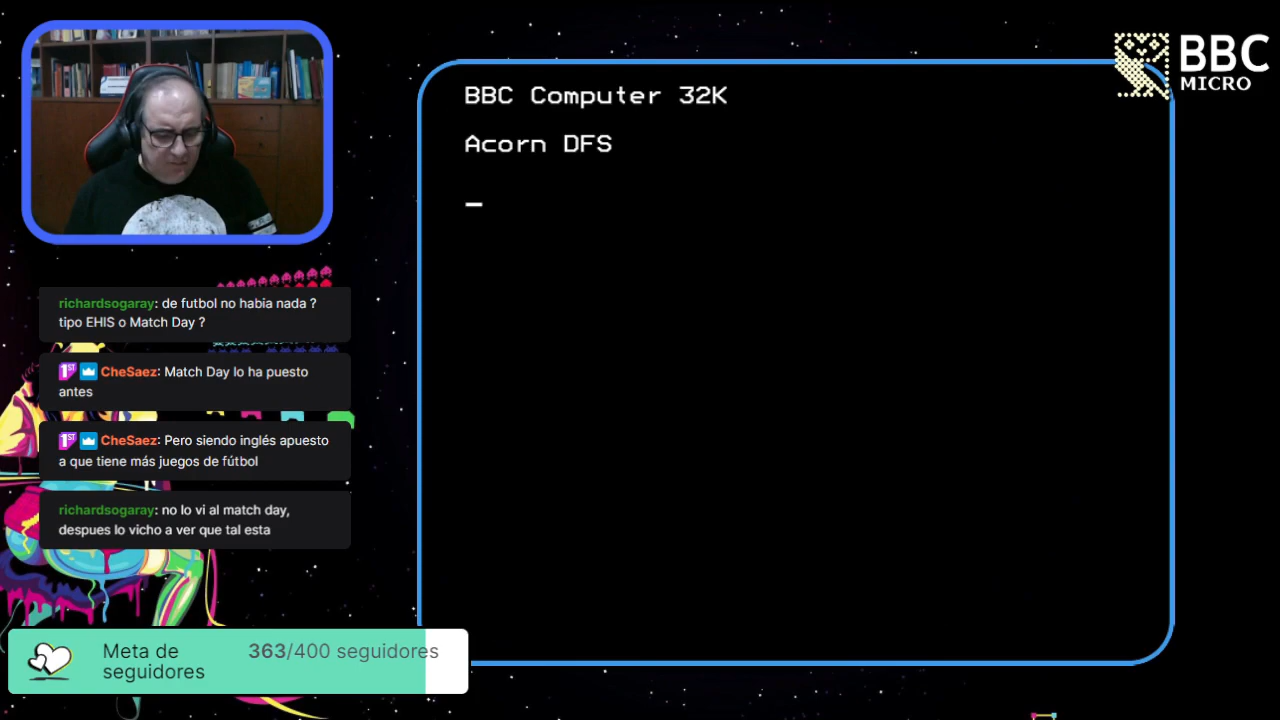 BBC
MICRO
BBC Computer 32K
Acorn DFS
richardsogaray: de futbol no habia nada ?
tipo EHIS o Match Day ?
1ST CheSaez: Match Day lo ha puesto
antes
1ST CheSaez: Pero siendo inglés apuesto
a que tiene más juegos de fútbol
richardsogaray: no lo vi al match day,
despues lo vicho a ver que tal esta
Meta de
seguidores
363/400 seguidores